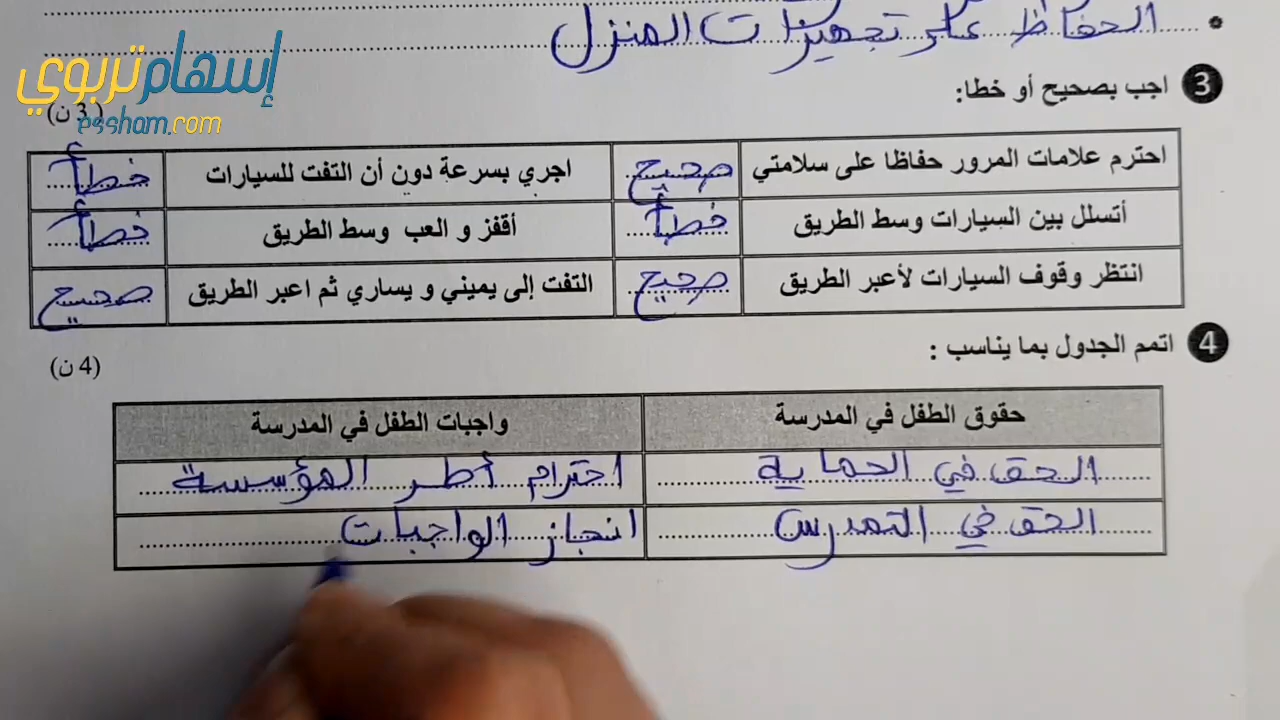 • الحفاظ على تجهيزات المنزل
إسهام تربوي
essham.com
3 اجب بصحيح أو خطا: (3 ن)
احترم علامات المرور حفاظا على سلامتي صحيح اجري بسرعة دون أن التفت للسيارات خطأ
أتسلل بين السيارات وسط الطريق خطأ أقفز و العب وسط الطريق خطأ
انتظر وقوف السيارات لأعبر الطريق صحيح التفت إلى يميني و يساري ثم اعبر الطريق صحيح
4 اتمم الجدول بما يناسب : (4 ن)
حقوق الطفل في المدرسة واجبات الطفل في المدرسة
الحق في الحماية احترام أطر المؤسسة
الحق في التمدرس انجاز الواجبات